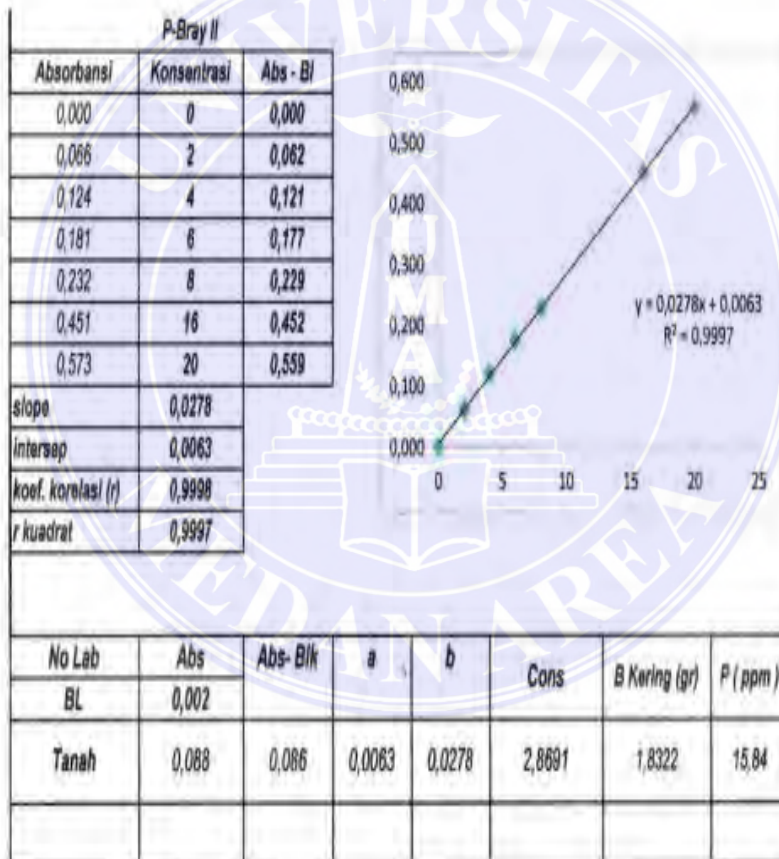 P-Bray II
Absorbansi Konsentrasi Abs - Bl
0,000 0 0,000
0,066 2 0,062
0,124 4 0,121
0,181 6 0,177
0,232 8 0,229
0,451 16 0,452
0,573 20 0,559
slope 0,0278
intersep 0,0063
koef. korelasi (r) 0,9998
r kuadrat 0,9997
0,600
0,500
0,400
0,300
0,200
0,100
0,000
0 5 10 15 20 25
y = 0,0278x + 0,0063
R² = 0,9997
No Lab Abs Abs- Blk a b Cons B Kering (gr) P ( ppm )
BL 0,002
Tanah 0,088 0,086 0,0063 0,0278 2,8691 1,8322 15,84
UNIVERSITAS
MEDAN AREA
UMA